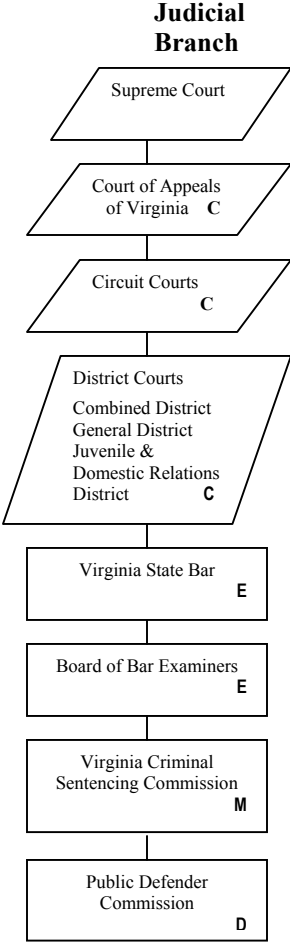 Judicial
Branch
Supreme Court
Court of Appeals
of Virginia C
Circuit Courts
C
District Courts
Combined District
General District
Juvenile &
Domestic Relations
District C
Virginia State Bar
E
Board of Bar Examiners
E
Virginia Criminal
Sentencing Commission
M
Public Defender
Commission
D